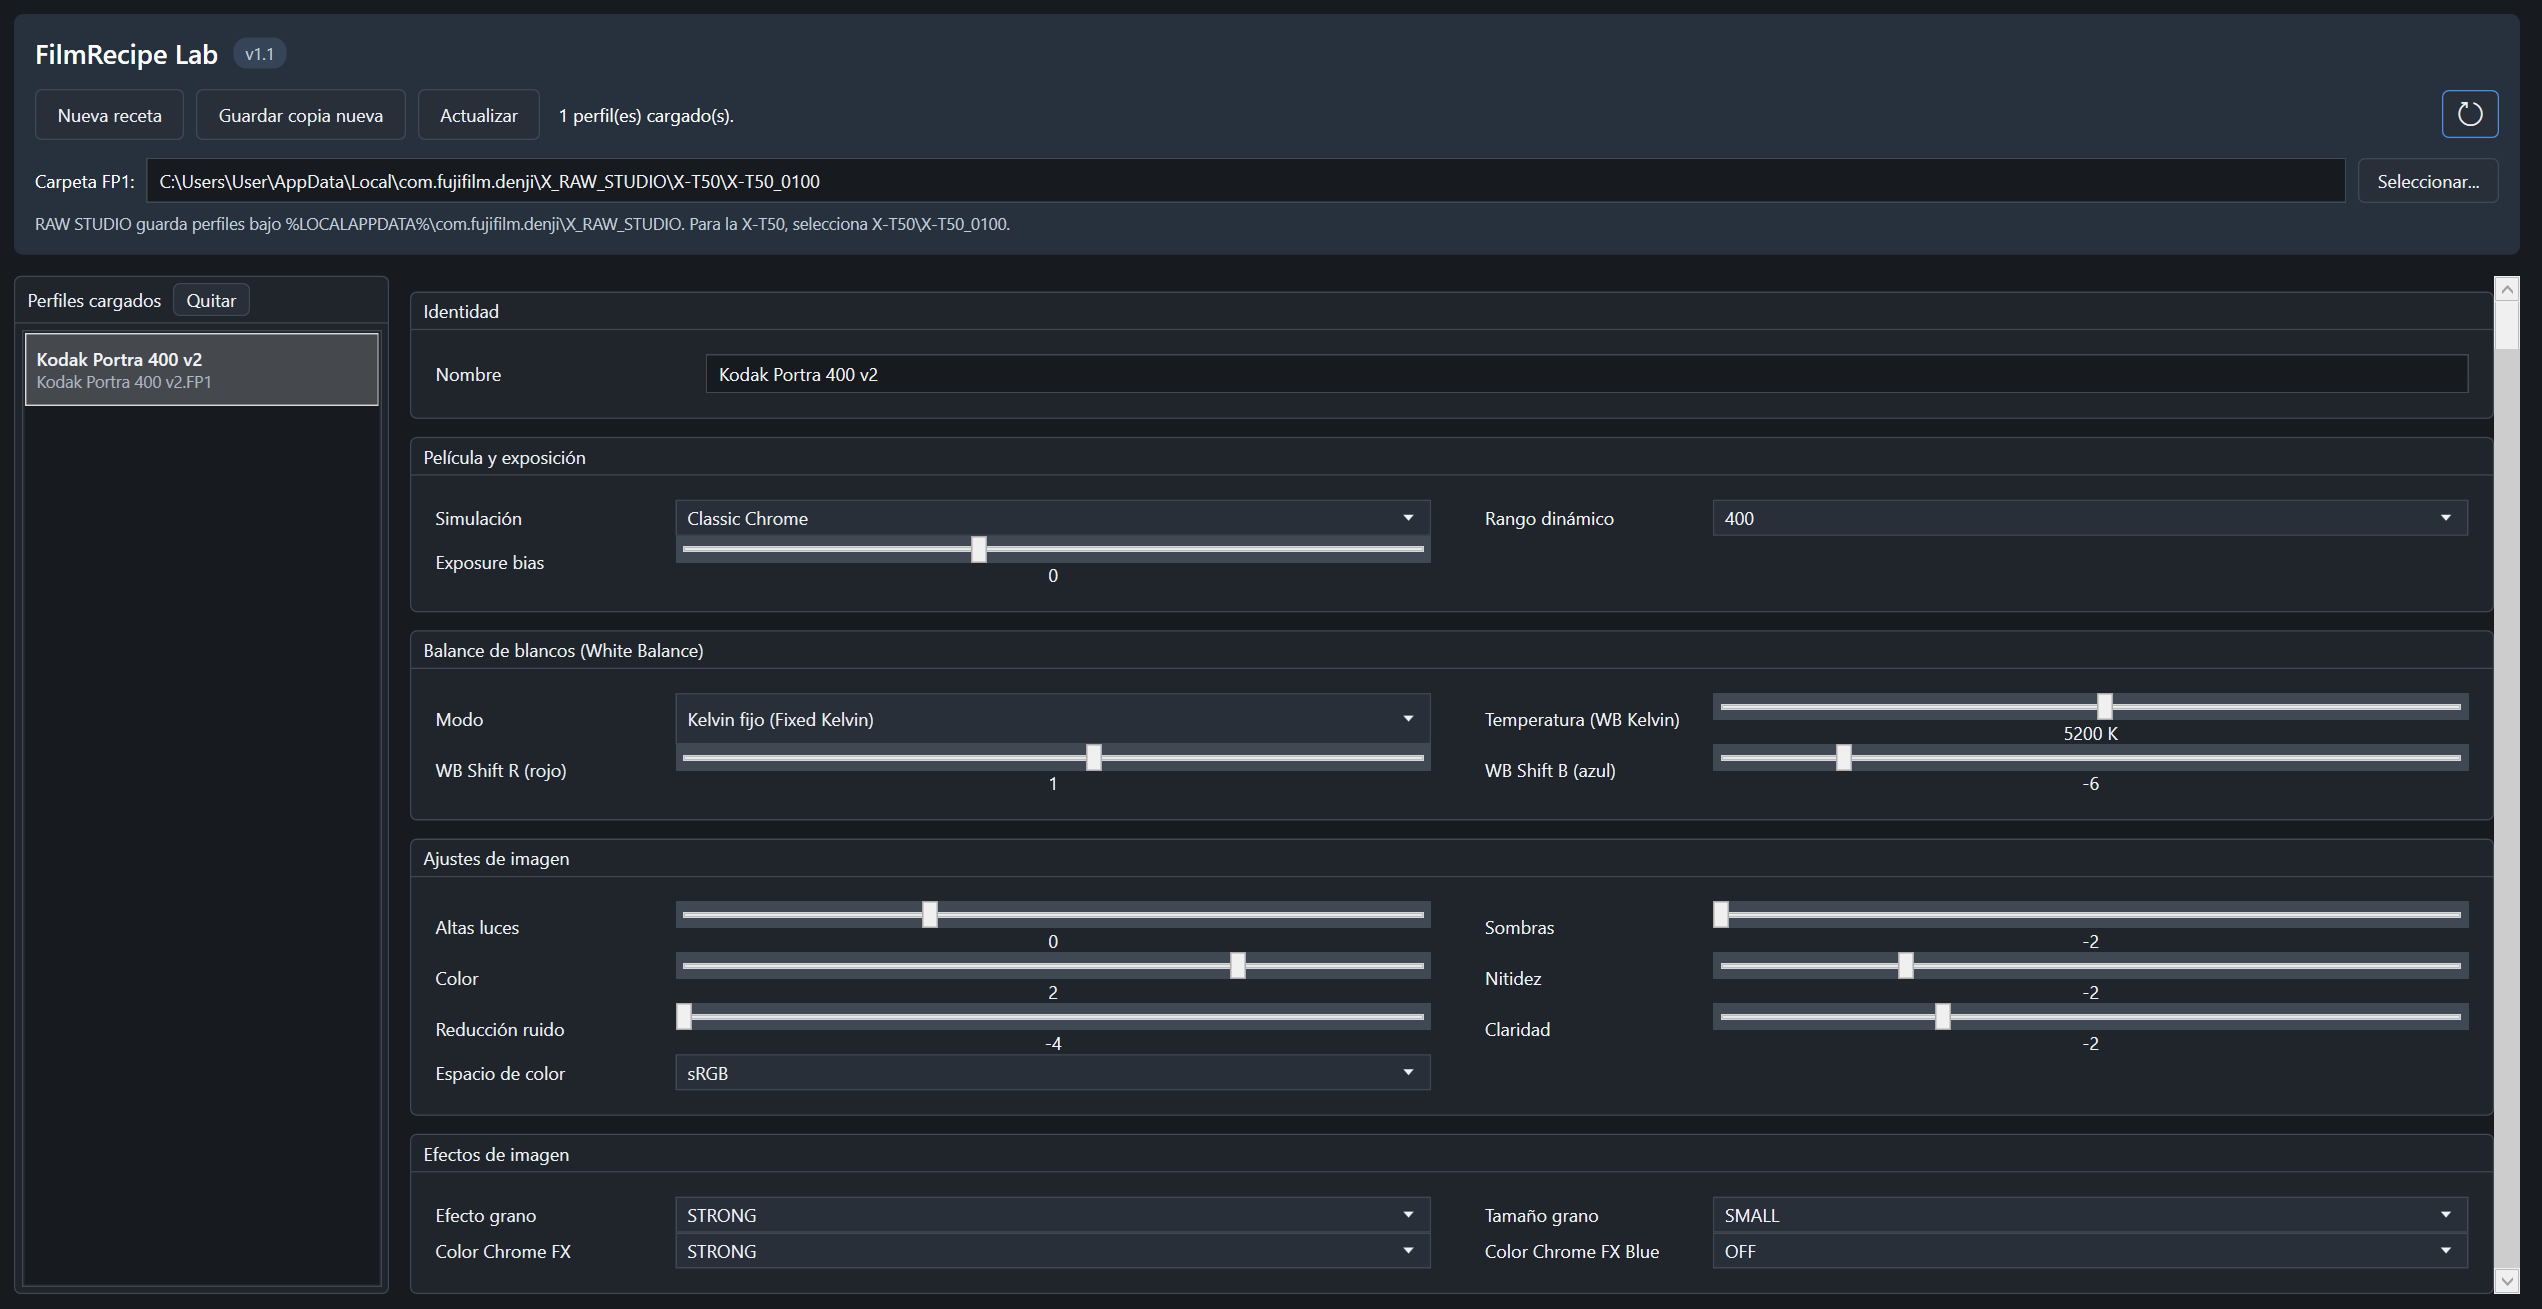 FilmRecipe Lab v1.1
Nueva receta Guardar copia nueva Actualizar 1 perfil(es) cargado(s).
Carpeta FP1: C:\Users\User\AppData\Local\com.fujifilm.denji\X_RAW_STUDIO\X-T50\X-T50_0100 Seleccionar...
RAW STUDIO guarda perfiles bajo %LOCALAPPDATA%\com.fujifilm.denji\X_RAW_STUDIO. Para la X-T50, selecciona X-T50\X-T50_0100.
Perfiles cargados Quitar
Kodak Portra 400 v2
Kodak Portra 400 v2.FP1
Identidad
Nombre Kodak Portra 400 v2
Película y exposición
Simulación Classic Chrome Rango dinámico 400
Exposure bias
0
Balance de blancos (White Balance)
Modo Kelvin fijo (Fixed Kelvin) Temperatura (WB Kelvin)
5200 K
WB Shift R (rojo) WB Shift B (azul)
1 -6
Ajustes de imagen
Altas luces Sombras
0 -2
Color Nitidez
2 -2
Reducción ruido Claridad
-4 -2
Espacio de color sRGB
Efectos de imagen
Efecto grano STRONG Tamaño grano SMALL
Color Chrome FX STRONG Color Chrome FX Blue OFF